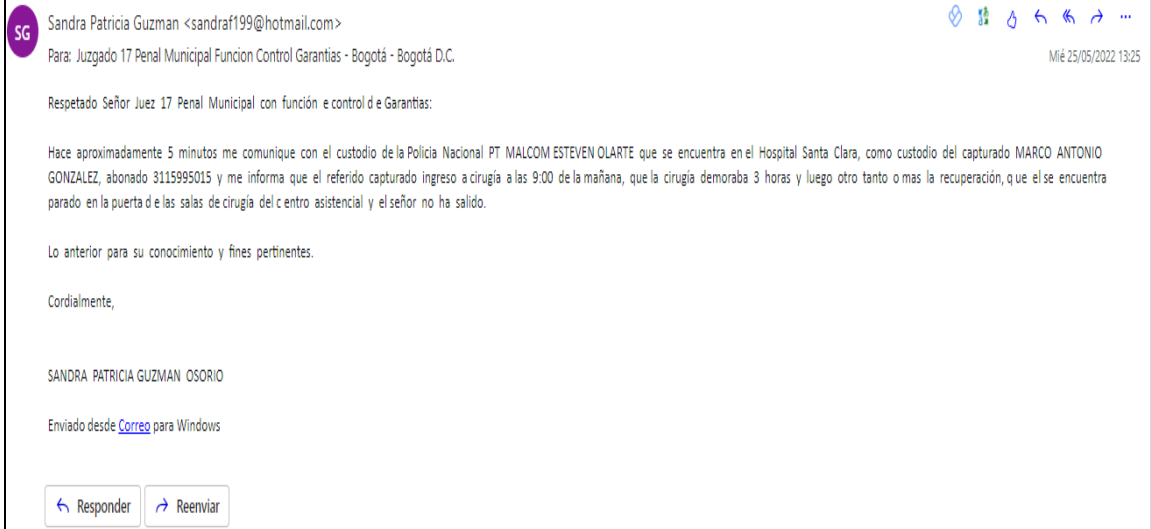 SG
Sandra Patricia Guzman <sandraf199@hotmail.com>
Para: Juzgado 17 Penal Municipal Funcion Control Garantias - Bogotá - Bogotá D.C.
Mié 25/05/2022 13:25
Respetado Señor Juez 17 Penal Municipal con función e control d e Garantias:
Hace aproximadamente 5 minutos me comunique con el custodio de la Policia Nacional PT MALCOM ESTEVEN OLARTE que se encuentra en el Hospital Santa Clara, como custodio del capturado MARCO ANTONIO
GONZALEZ, abonado 3115995015 y me informa que el referido capturado ingreso a cirugía a las 9:00 de la mañana, que la cirugía demoraba 3 horas y luego otro tanto o mas la recuperación, q ue el se encuentra
parado en la puerta d e las salas de cirugía del c entro asistencial y el señor no ha salido.
Lo anterior para su conocimiento y fines pertinentes.
Cordialmente,
SANDRA PATRICIA GUZMAN OSORIO
Enviado desde Correo para Windows
Responder
Reenviar